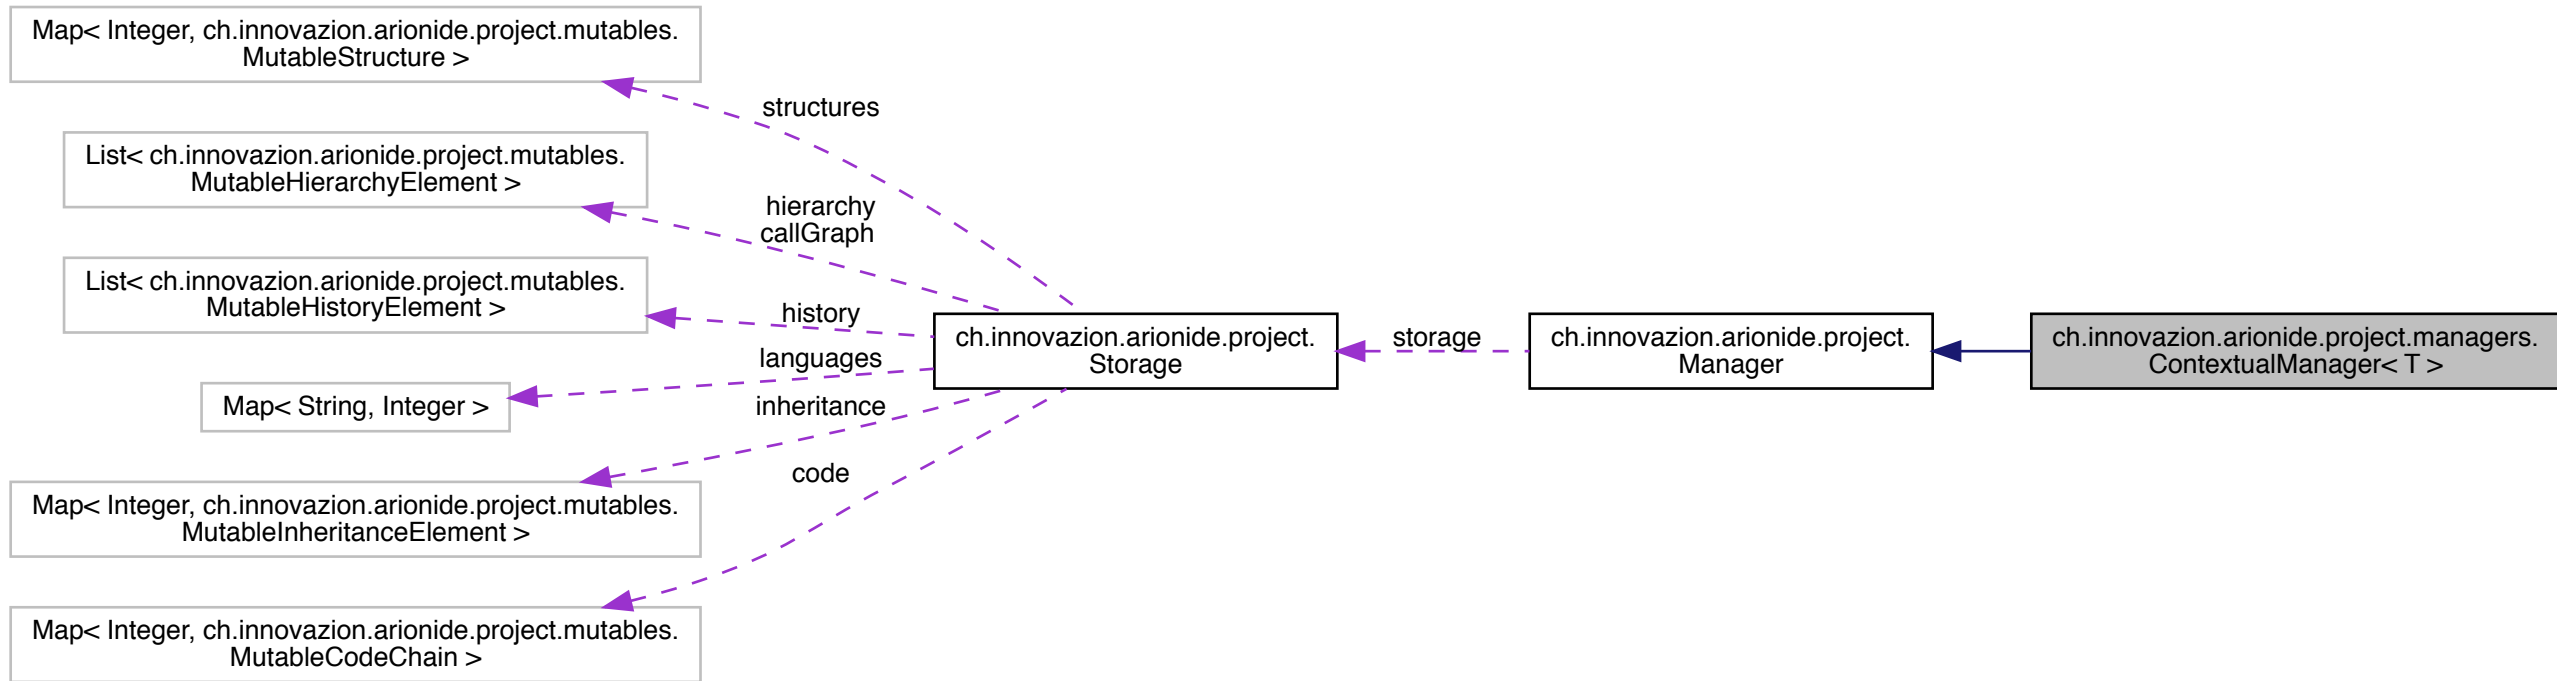 Map< Integer, ch.innovazion.arionide.project.mutables.
MutableStructure >
structures
List< ch.innovazion.arionide.project.mutables.
MutableHierarchyElement >
hierarchy
callGraph
List< ch.innovazion.arionide.project.mutables.
MutableHistoryElement >
history
languages
Map< String, Integer >
inheritance
Map< Integer, ch.innovazion.arionide.project.mutables.
MutableInheritanceElement >
code
Map< Integer, ch.innovazion.arionide.project.mutables.
MutableCodeChain >
ch.innovazion.arionide.project.
Storage
storage
ch.innovazion.arionide.project.
Manager
ch.innovazion.arionide.project.managers.
ContextualManager< T >